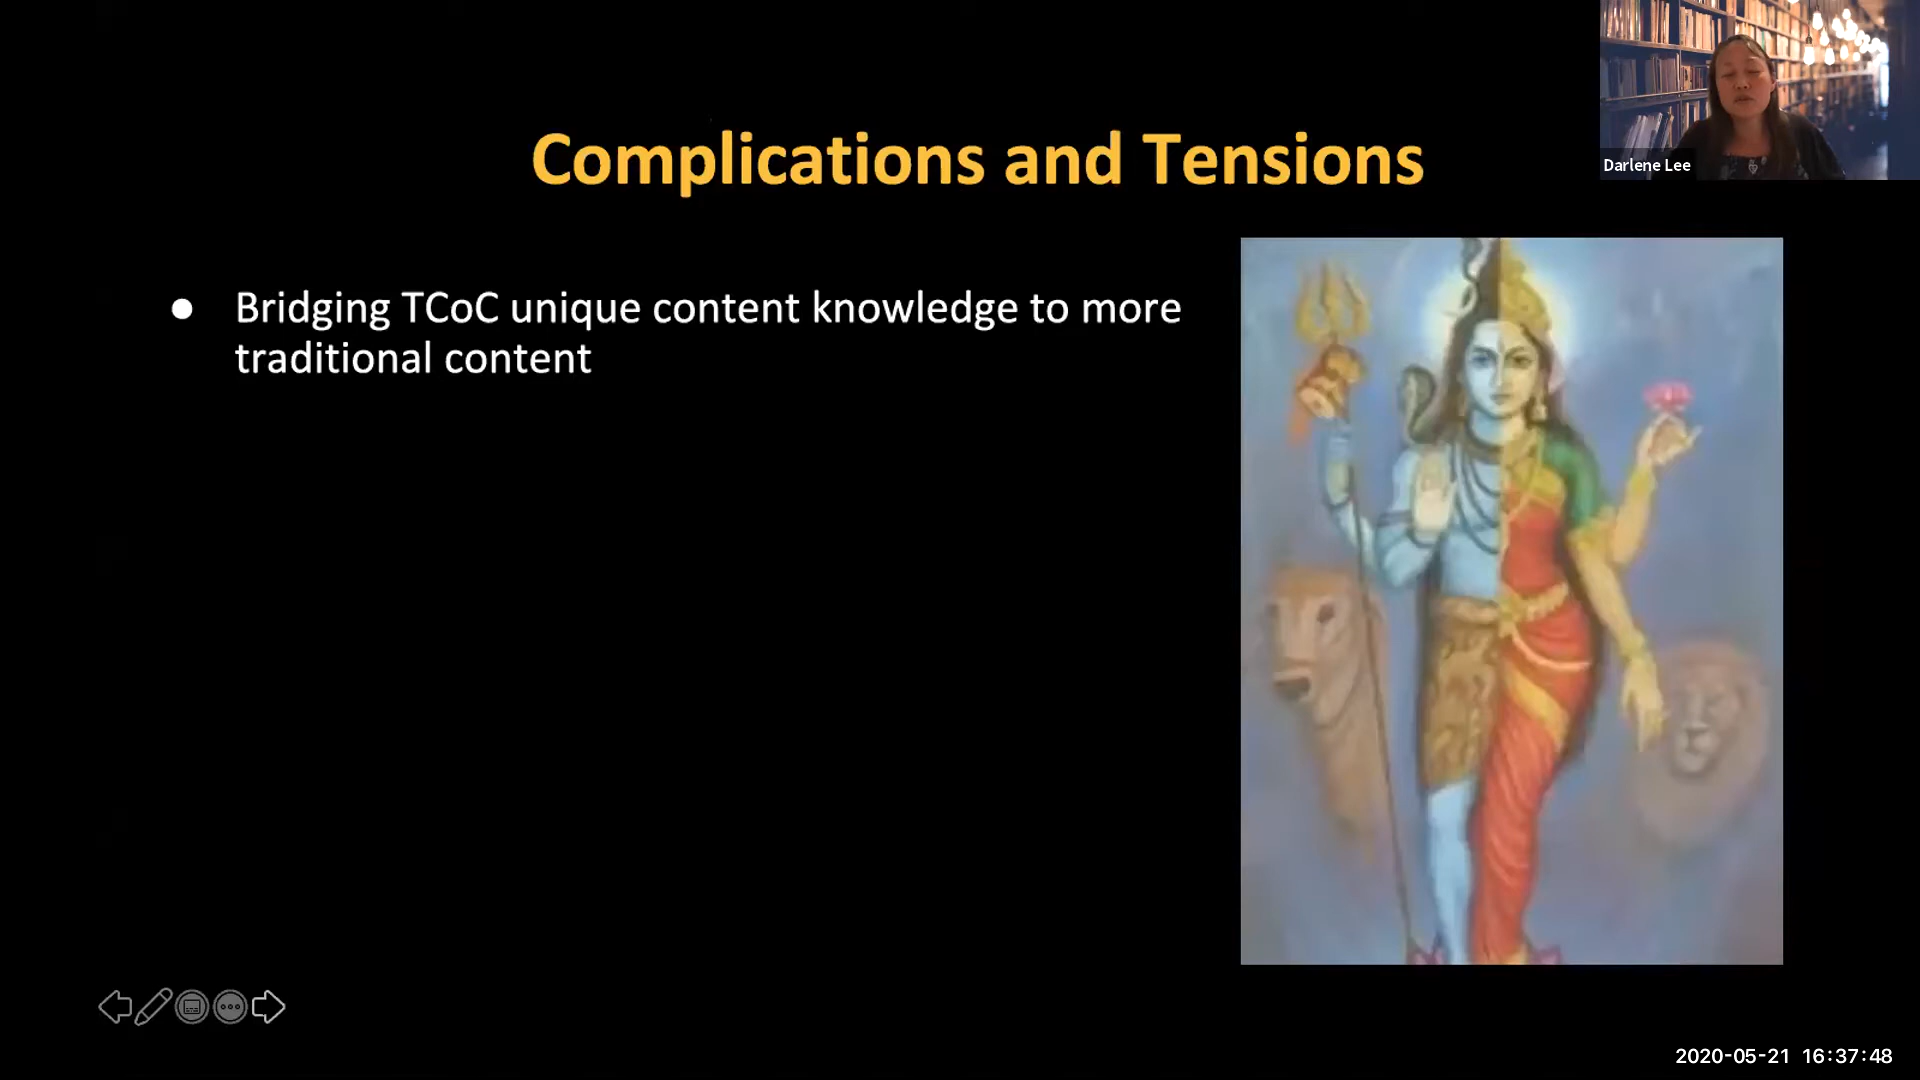 Complications and Tensions
Darlene Lee
● Bridging TCoC unique content knowledge to more
traditional content
2020-05-21 16:37:48